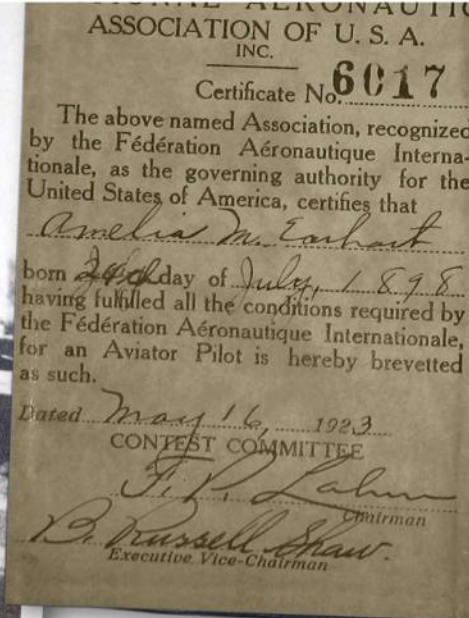 NATIONAL AERONAUTIC
ASSOCIATION OF U. S. A.
INC.
Certificate No. 6017
The above named Association, recognized
by the Fédération Aéronautique Interna-
tionale, as the governing authority for the
United States of America, certifies that
Amelia M. Earhart
born 24th day of July, 1898
having fulfilled all the conditions required by
the Fédération Aéronautique Internationale,
for an Aviator Pilot is hereby brevetted
as such.
Dated May 16, 1923
CONTEST COMMITTEE
F. P. Lahm
Chairman
B. Russell Shaw.
Executive Vice-Chairman